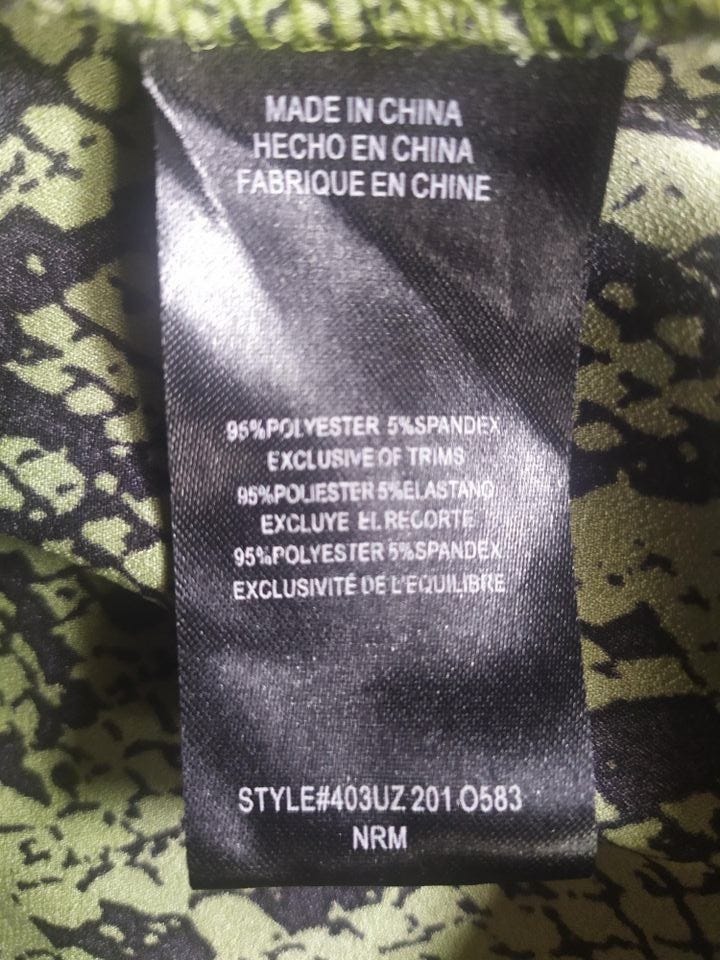 MADE IN CHINA
HECHO EN CHINA
FABRIQUE EN CHINE
95%POLYESTER 5%SPANDEX
EXCLUSIVE OF TRIMS
95%POLIESTER 5%ELASTANO
EXCLUYE EL RECORTE
95%POLYESTER 5%SPANDEX
EXCLUSIVITÉ DE L'EQUILIBRE
STYLE#403UZ 201 O583
NRM